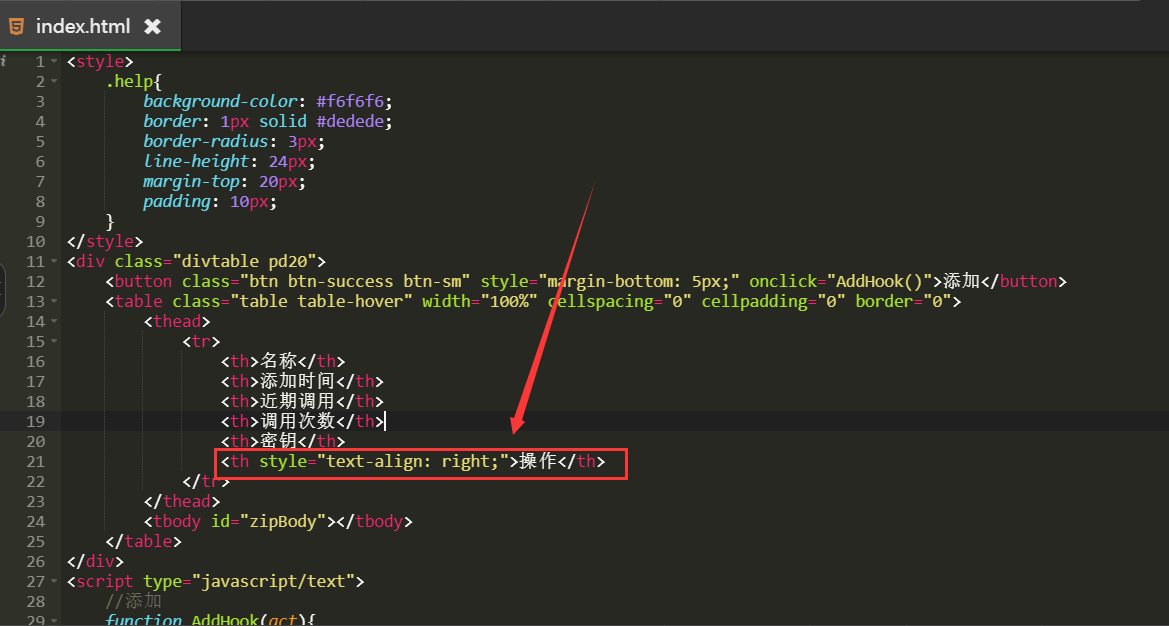 index.html
1 <style>
2 .help{
3 background-color: #f6f6f6;
4 border: 1px solid #dedede;
5 border-radius: 3px;
6 line-height: 24px;
7 margin-top: 20px;
8 padding: 10px;
9 }
10 </style>
11 <div class="divtable pd20">
12 <button class="btn btn-success btn-sm" style="margin-bottom: 5px;" onclick="AddHook()">添加</button>
13 <table class="table table-hover" width="100%" cellspacing="0" cellpadding="0" border="0">
14 <thead>
15 <tr>
16 <th>名称</th>
17 <th>添加时间</th>
18 <th>近期调用</th>
19 <th>调用次数</th>
20 <th>密钥</th>
21 <th style="text-align: right;">操作</th>
22 </tr>
23 </thead>
24 <tbody id="zipBody"></tbody>
25 </table>
26 </div>
27 <script type="javascript/text">
28 //添加
29 function AddHook(act){